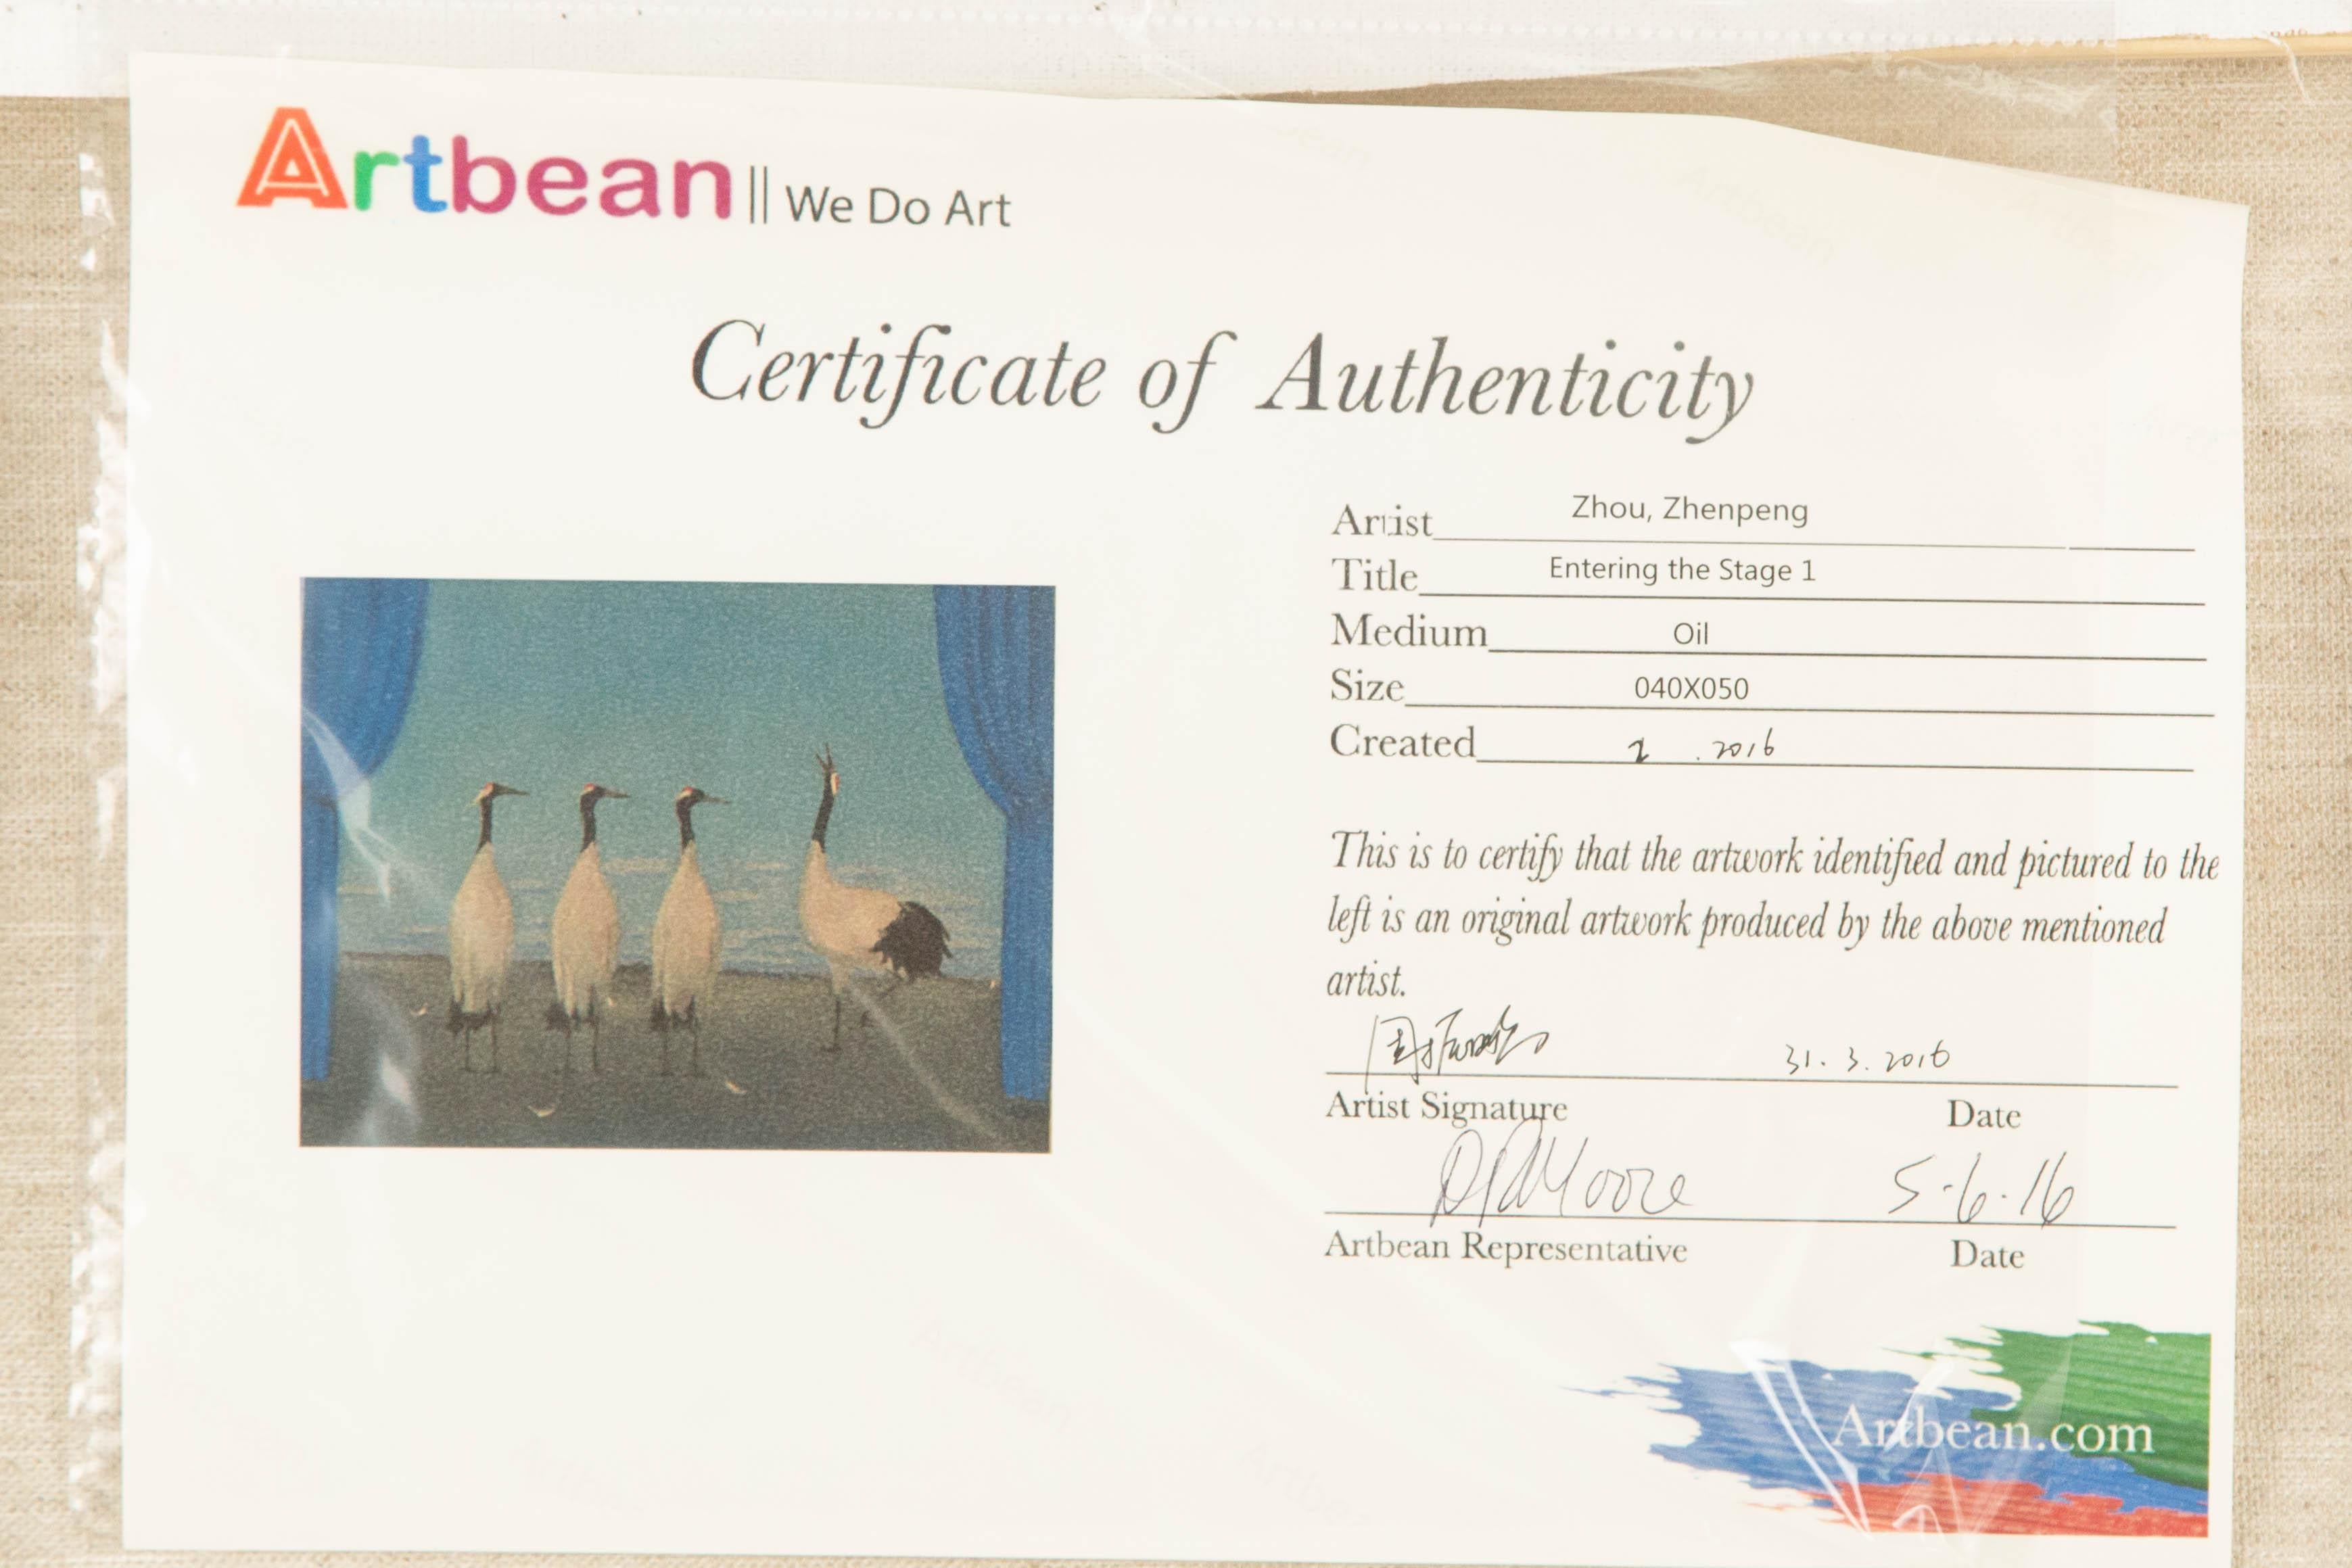 Artbean || We Do Art
Certificate of Authenticity
Artist Zhou, Zhenpeng
Title Entering the Stage 1
Medium Oil
Size 040X050
Created 2 . 2016
This is to certify that the artwork identified and pictured to the
left is an original artwork produced by the above mentioned
artist.
31.3.2016
Artist Signature Date
Moore 5-6-16
Artbean Representative Date
Artbean.com